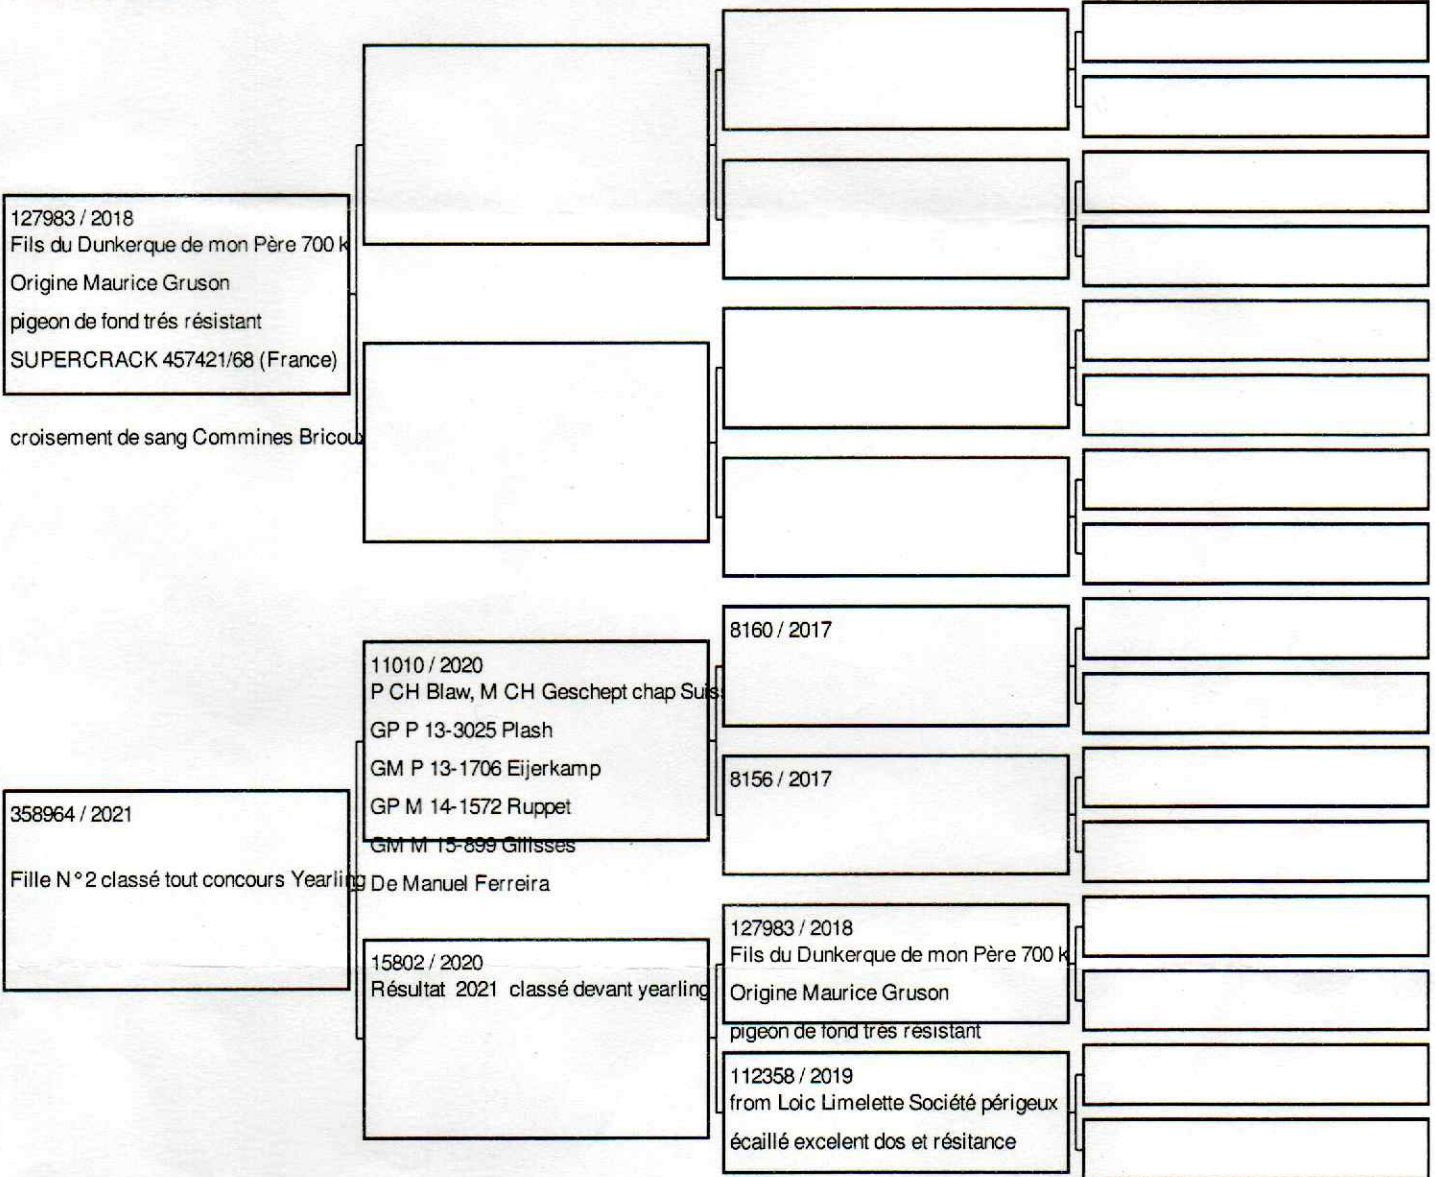 127983 / 2018
Fils du Dunkerque de mon Père 700 k
Origine Maurice Gruson
pigeon de fond trés résistant
SUPERCRACK 457421/68 (France)
croisement de sang Commines Bricoux
358964 / 2021
Fille N° 2 classé tout concours Yearling
11010 / 2020
P CH Blaw, M CH Geschept chap Suis
GP P 13-3025 Plash
GM P 13-1706 Eijerkamp
GP M 14-1572 Ruppet
GM M 15-899 Gilisses
De Manuel Ferreira
15802 / 2020
Résultat 2021 classé devant yearling
8160 / 2017
8156 / 2017
127983 / 2018
Fils du Dunkerque de mon Père 700 k
Origine Maurice Gruson
pigeon de fond trés résistant
112358 / 2019
from Loic Limelette Société périgeux
écaillé excelent dos et résitance